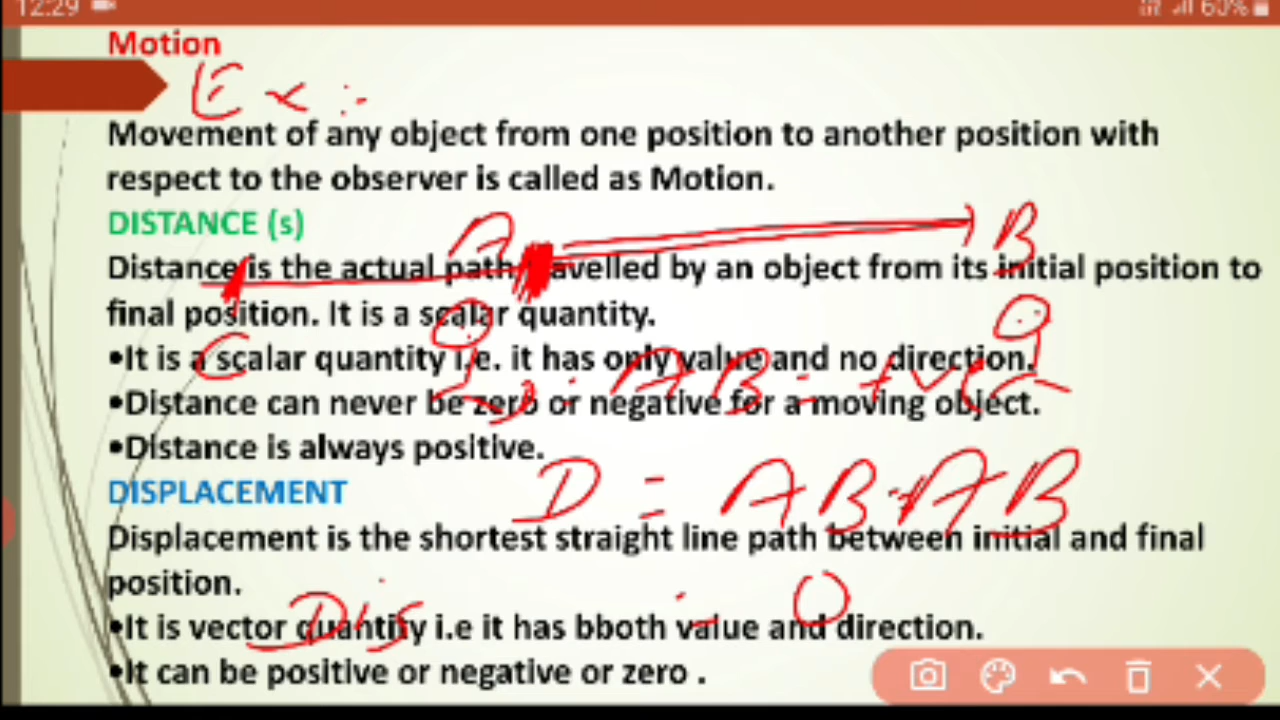 12:29
60%
Motion
Ex :-
Movement of any object from one position to another position with
respect to the observer is called as Motion.
DISTANCE (s)
A B
Distance is the actual path travelled by an object from its initial position to
final position. It is a scalar quantity.
C
•It is a scalar quantity i.e. it has only value and no direction.
AB =
•Distance can never be zero or negative for a moving object.
•Distance is always positive.
DISPLACEMENT
D = AB - AB
Displacement is the shortest straight line path between initial and final
position.
Dis = 0
•It is vector quantity i.e it has bboth value and direction.
•It can be positive or negative or zero .